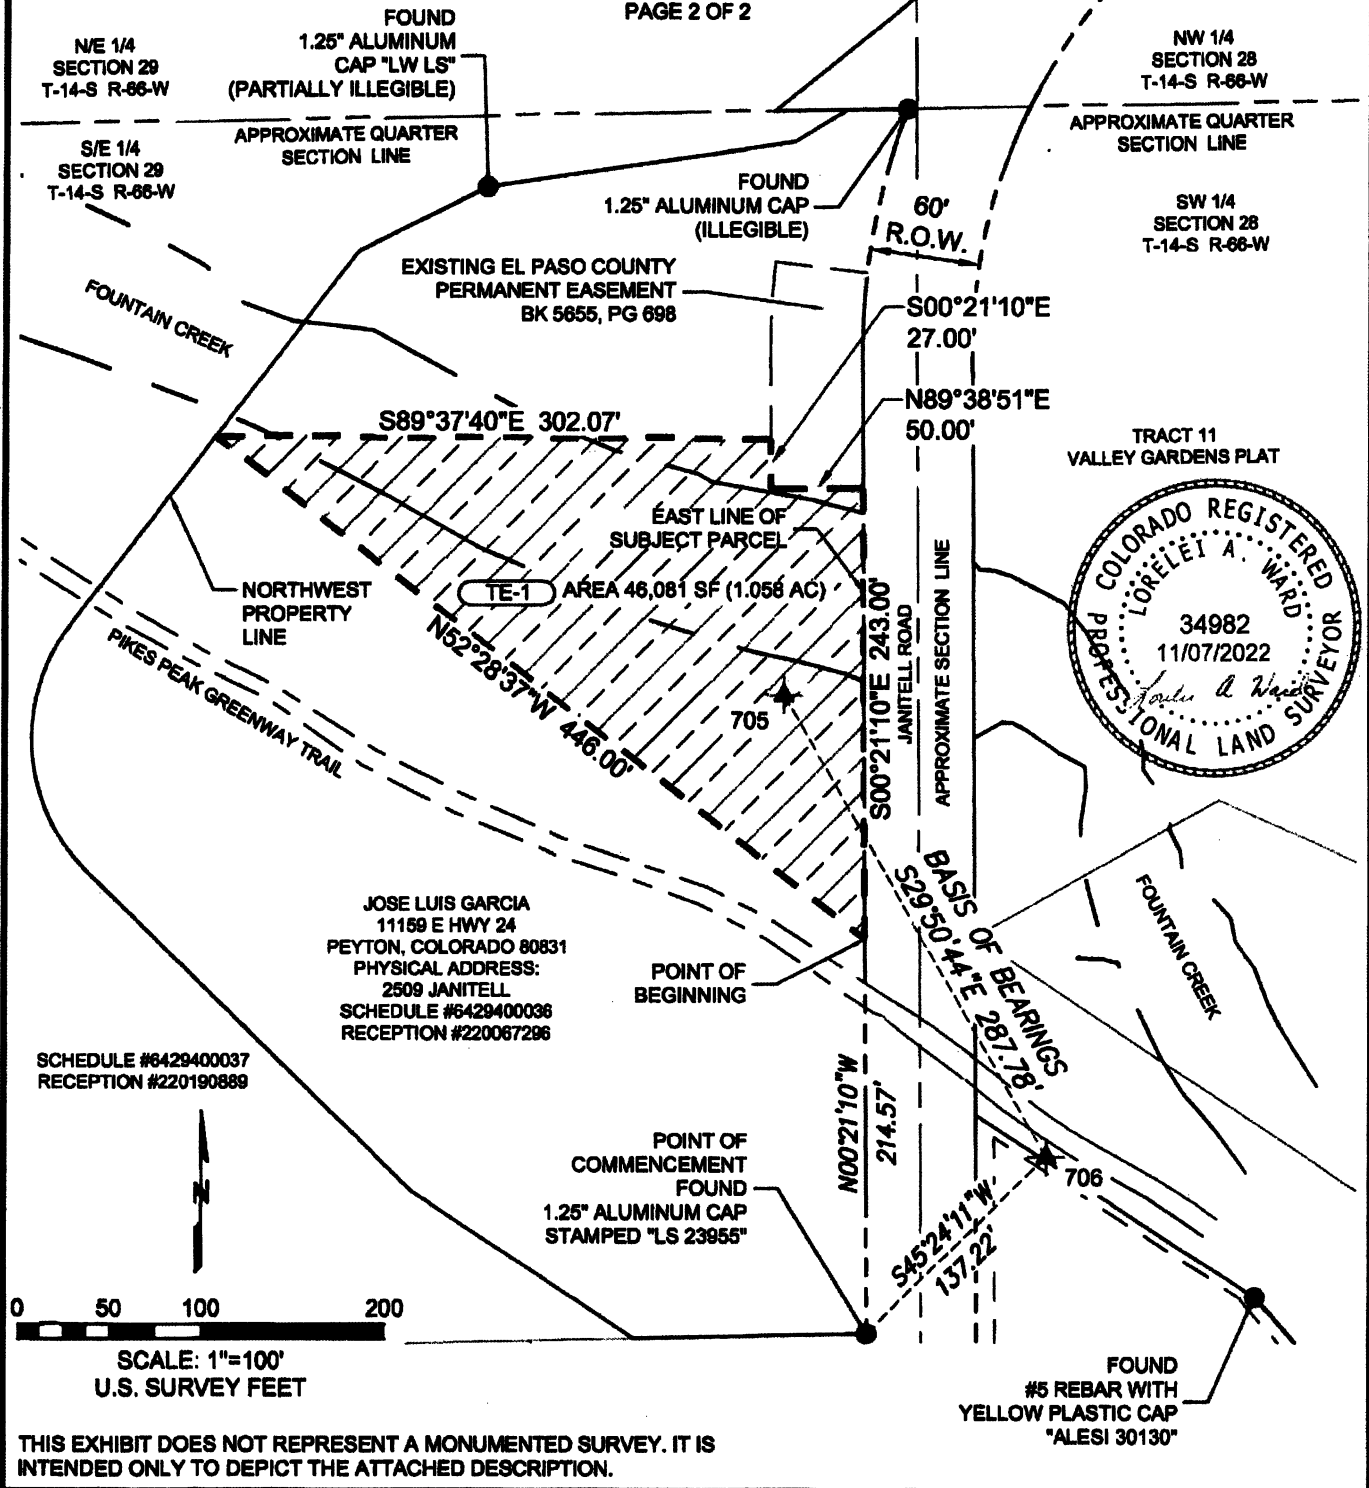 PAGE 2 OF 2
FOUND
1.25" ALUMINUM
CAP "LW LS"
(PARTIALLY ILLEGIBLE)
N/E 1/4
SECTION 29
T-14-S R-66-W
NW 1/4
SECTION 28
T-14-S R-66-W
APPROXIMATE QUARTER
SECTION LINE
APPROXIMATE QUARTER
SECTION LINE
S/E 1/4
SECTION 29
T-14-S R-66-W
FOUND
1.25" ALUMINUM CAP
(ILLEGIBLE)
60'
R.O.W.
SW 1/4
SECTION 28
T-14-S R-66-W
EXISTING EL PASO COUNTY
PERMANENT EASEMENT
BK 5655, PG 698
FOUNTAIN CREEK
S00°21'10"E
27.00'
S89°37'40"E 302.07'
N89°38'51"E
50.00'
TRACT 11
VALLEY GARDENS PLAT
EAST LINE OF
SUBJECT PARCEL
COLORADO REGISTERED
LORELEI A. WARD
34982
11/07/2022
Lorelei A Ward
PROFESSIONAL LAND SURVEYOR
TE-1
AREA 46,081 SF (1.058 AC)
NORTHWEST
PROPERTY
LINE
N52°28'37"W 446.00'
S00°21'10"E 243.00'
JANITELL ROAD
APPROXIMATE SECTION LINE
PIKES PEAK GREENWAY TRAIL
705
BASIS OF BEARINGS
S29°50'44"E 287.78'
FOUNTAIN CREEK
JOSE LUIS GARCIA
11159 E HWY 24
PEYTON, COLORADO 80831
PHYSICAL ADDRESS:
2509 JANITELL
SCHEDULE #6429400036
RECEPTION #220067296
POINT OF
BEGINNING
SCHEDULE #6429400037
RECEPTION #220190889
N00°21'10"W
214.57'
POINT OF
COMMENCEMENT
FOUND
1.25" ALUMINUM CAP
STAMPED "LS 23955"
706
S45°24'11"W
137.22'
N
0 50 100 200
SCALE: 1"=100'
U.S. SURVEY FEET
FOUND
#5 REBAR WITH
YELLOW PLASTIC CAP
"ALESI 30130"
THIS EXHIBIT DOES NOT REPRESENT A MONUMENTED SURVEY. IT IS
INTENDED ONLY TO DEPICT THE ATTACHED DESCRIPTION.